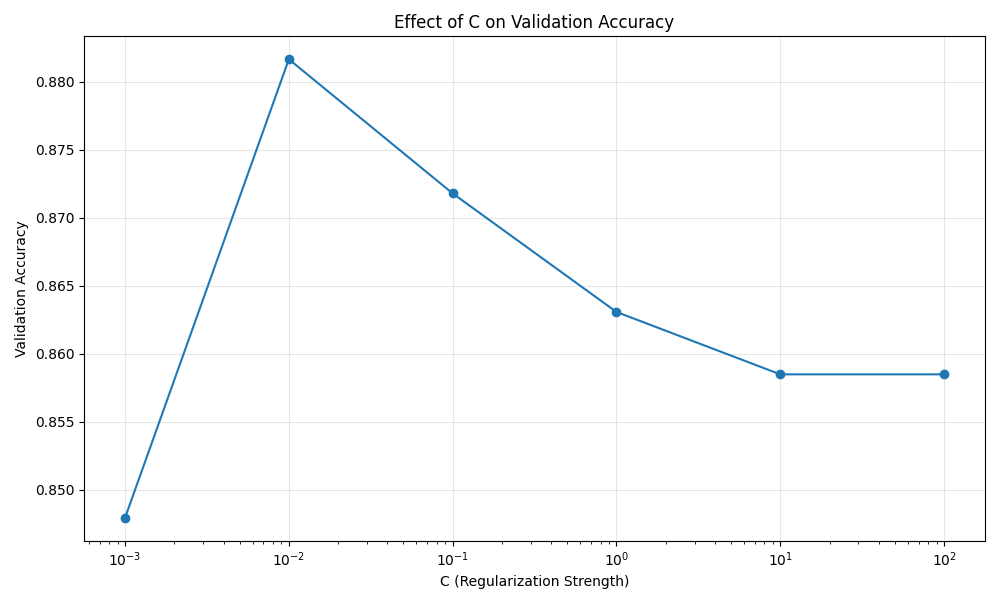 Effect of C on Validation Accuracy
Validation Accuracy
0.880
0.875
0.870
0.865
0.860
0.855
0.850
10⁻³ 10⁻² 10⁻¹ 10⁰ 10¹ 10²
C (Regularization Strength)